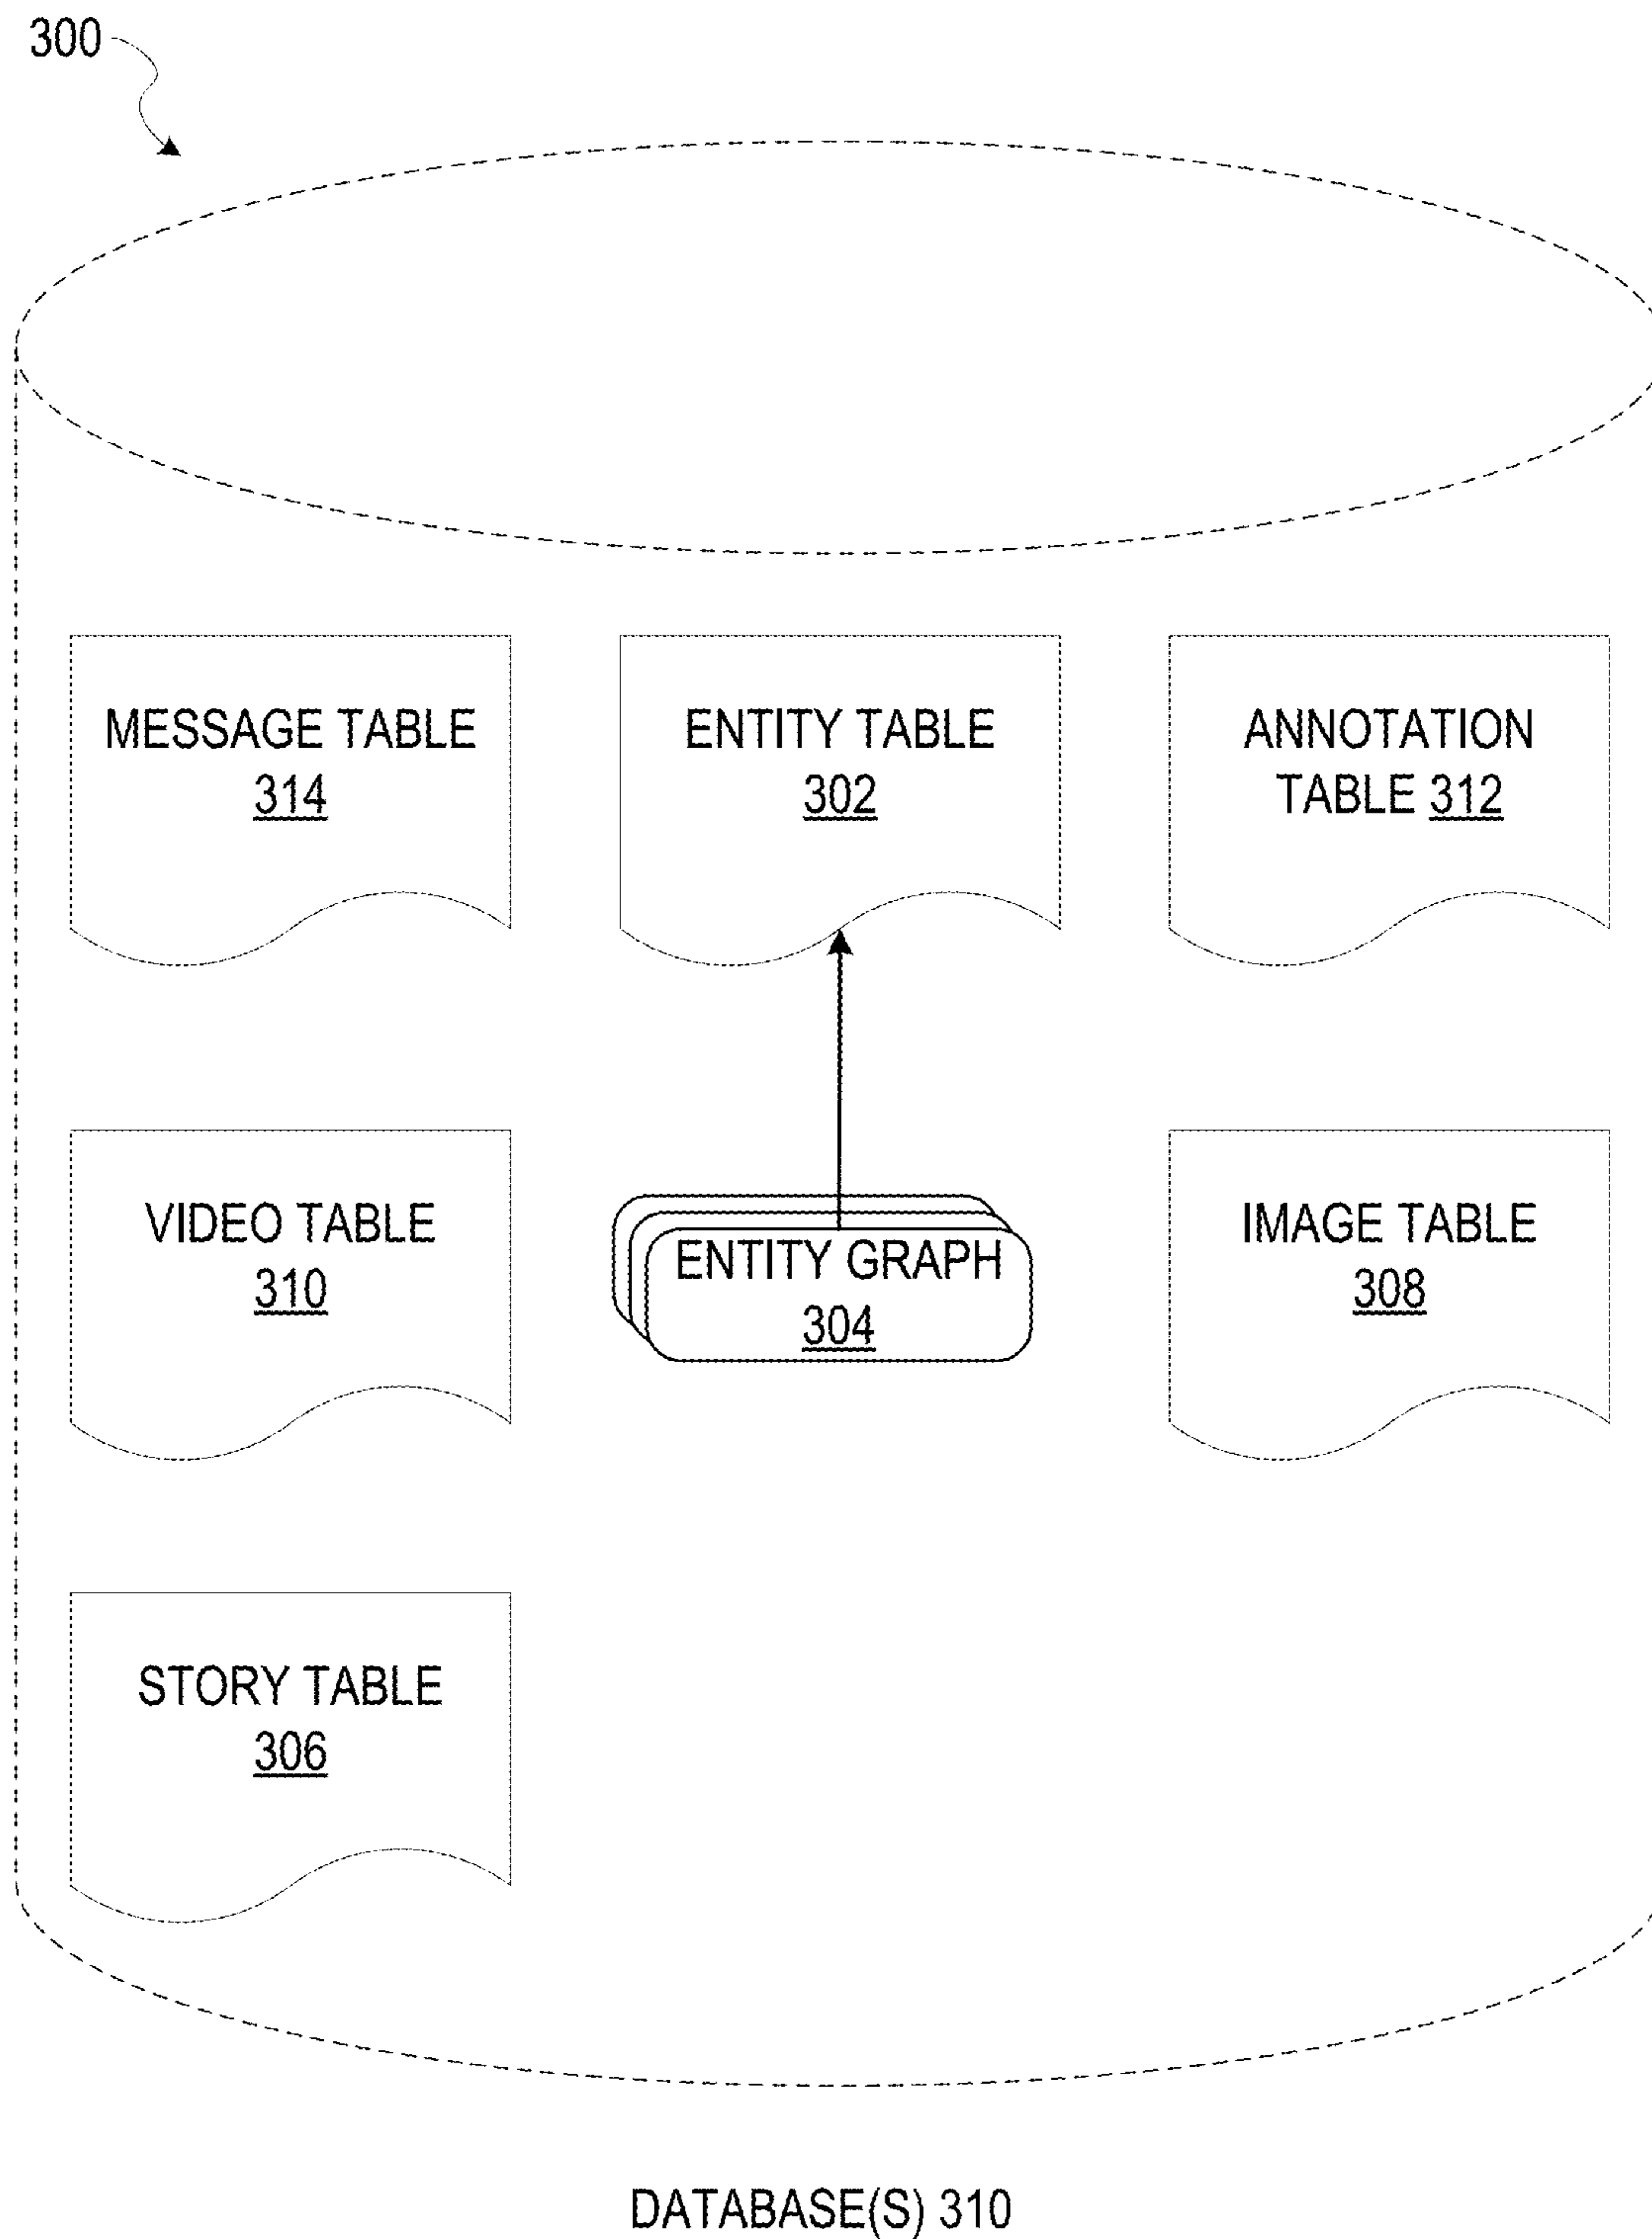 300
MESSAGE TABLE
314
ENTITY TABLE
302
ANNOTATION
TABLE 312
VIDEO TABLE
310
ENTITY GRAPH
304
IMAGE TABLE
308
STORY TABLE
306
DATABASE(S) 310